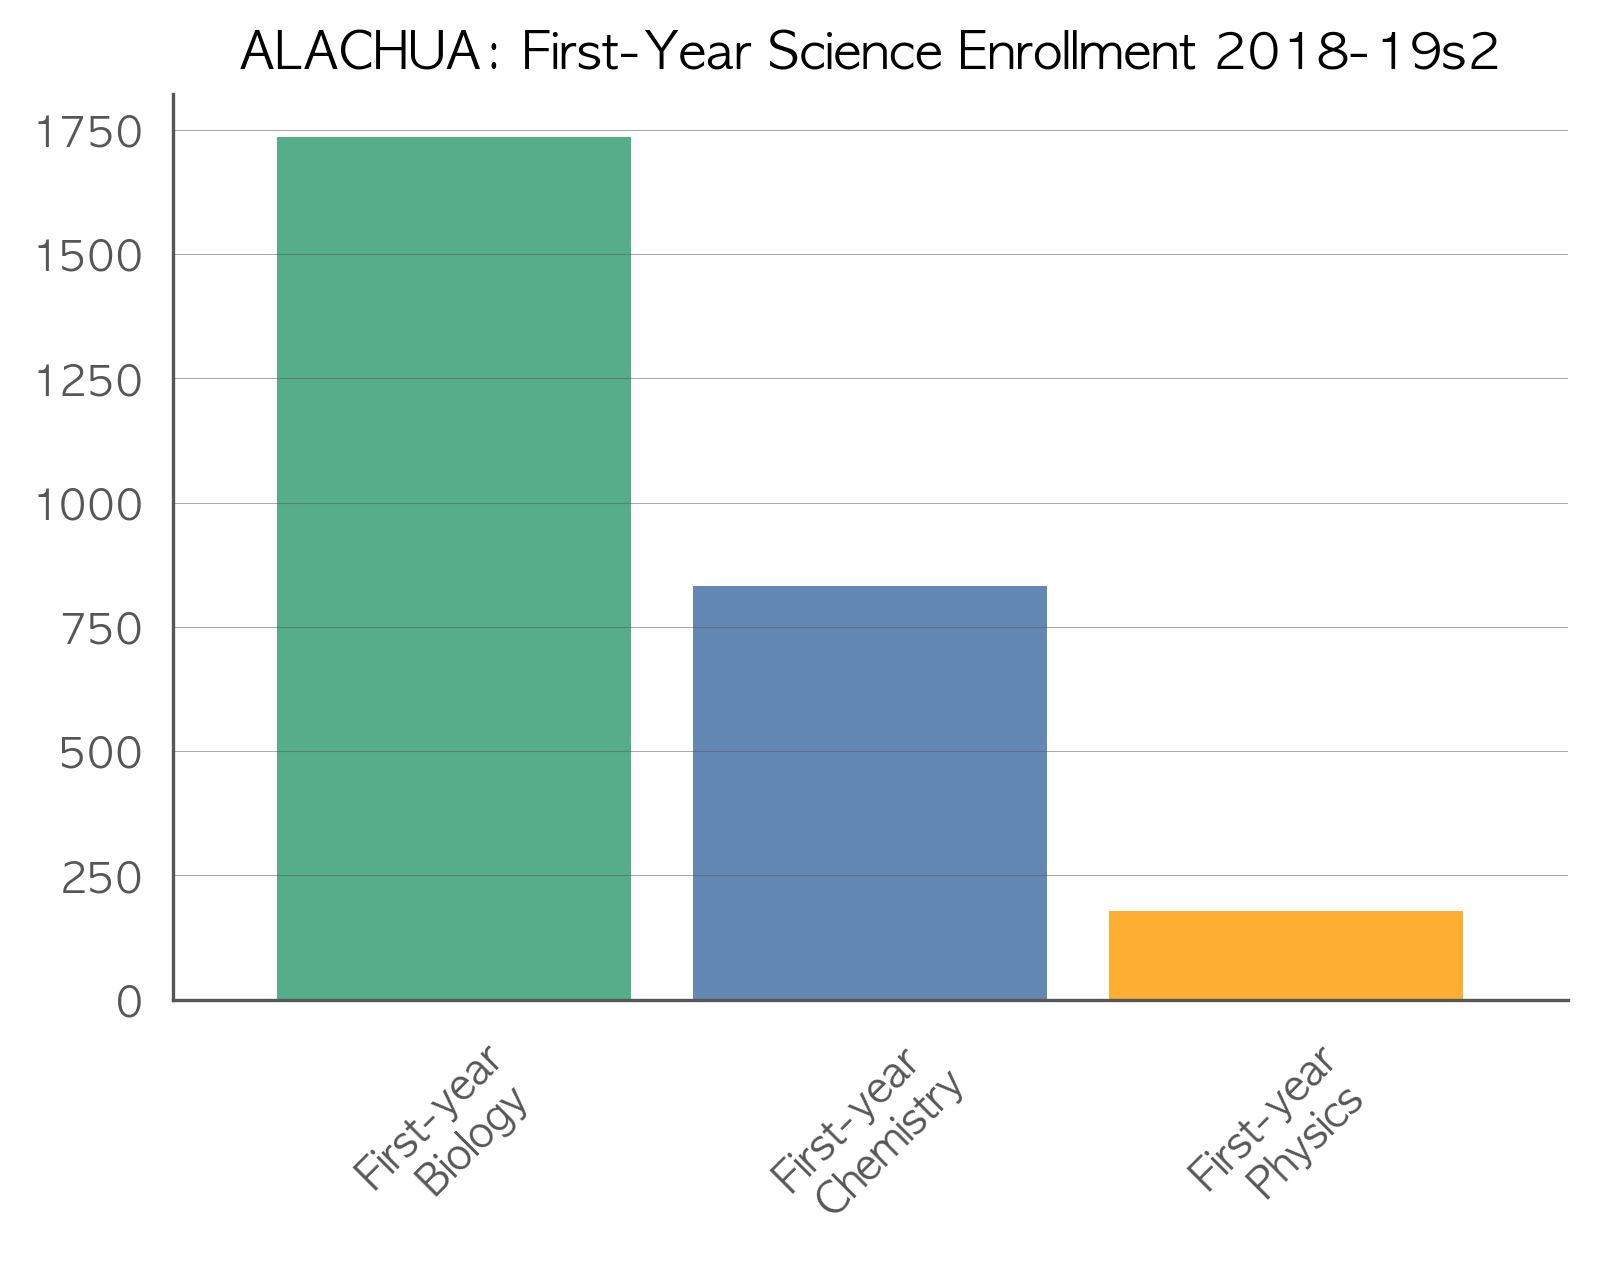 ALACHUA: First-Year Science Enrollment 2018-19s2
1750
1500
1250
1000
750
500
250
0
First-year
Biology
First-year
Chemistry
First-year
Physics